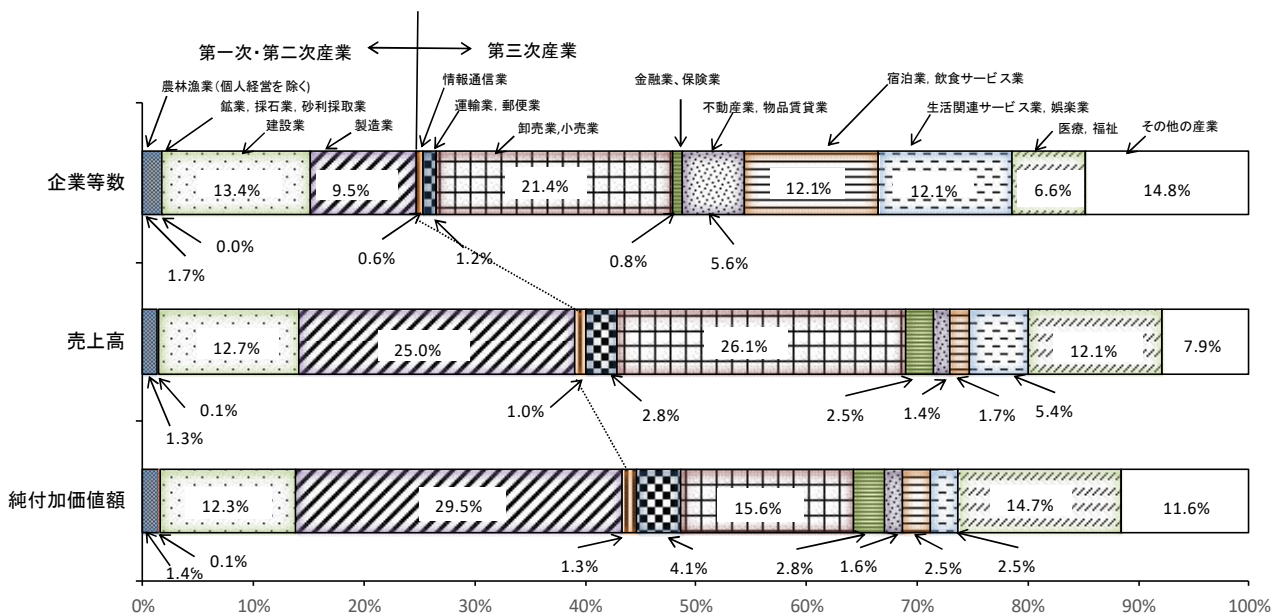 第一次・第二次産業
第三次産業
農林漁業(個人経営を除く)
鉱業, 採石業, 砂利採取業
建設業
製造業
情報通信業
運輸業, 郵便業
卸売業,小売業
金融業、保険業
不動産業, 物品賃貸業
宿泊業, 飲食サービス業
生活関連サービス業, 娯楽業
医療, 福祉
その他の産業
企業等数
13.4%
9.5%
21.4%
12.1%
12.1%
6.6%
14.8%
1.7%
0.0%
0.6%
1.2%
0.8%
5.6%
売上高
12.7%
25.0%
26.1%
12.1%
7.9%
1.3%
0.1%
1.0%
2.8%
2.5%
1.4%
1.7%
5.4%
純付加価値額
12.3%
29.5%
15.6%
14.7%
11.6%
1.4%
0.1%
1.3%
4.1%
2.8%
1.6%
2.5%
2.5%
0%
10%
20%
30%
40%
50%
60%
70%
80%
90%
100%